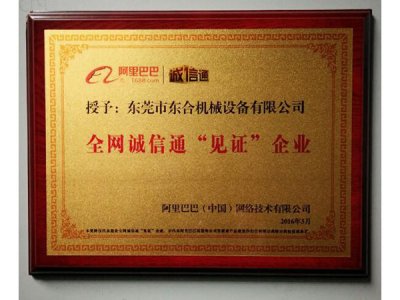 阿里巴巴 诚信通
1688.com
授予：东莞市东合机械设备有限公司
全网诚信通“见证”企业
阿里巴巴（中国）网络技术有限公司
2016年5月